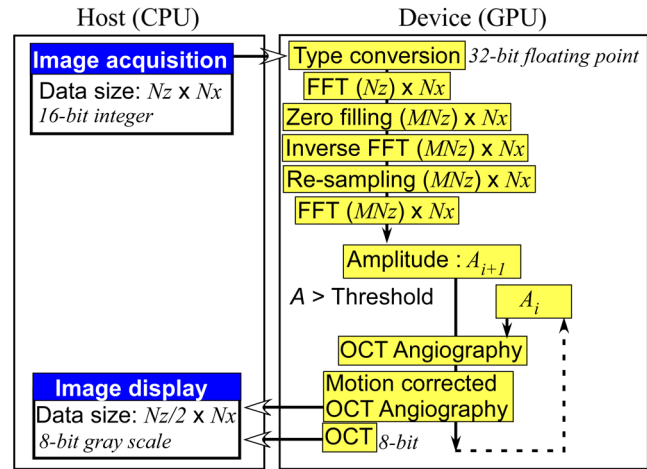 Host (CPU)
Device (GPU)
Image acquisition
Data size: Nz x Nx
16-bit integer
Type conversion
32-bit floating point
FFT (Nz) x Nx
Zero filling (MNz) x Nx
Inverse FFT (MNz) x Nx
Re-sampling (MNz) x Nx
FFT (MNz) x Nx
Amplitude : Ai+1
A > Threshold
Ai
OCT Angiography
Motion corrected
OCT Angiography
OCT
8-bit
Image display
Data size: Nz/2 x Nx
8-bit gray scale